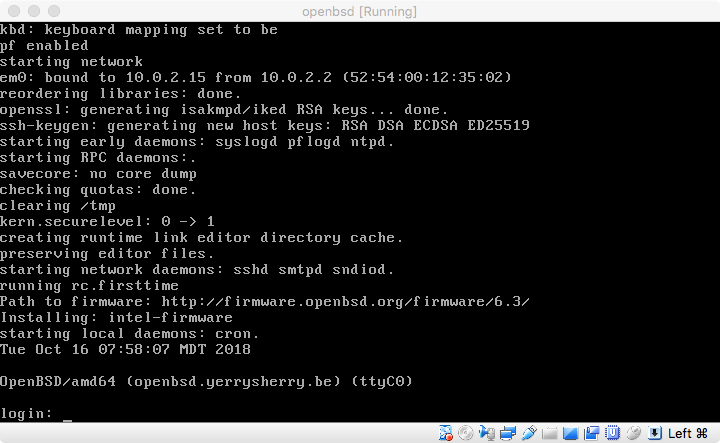 openbsd [Running]
kbd: keyboard mapping set to be
pf enabled
starting network
em0: bound to 10.0.2.15 from 10.0.2.2 (52:54:00:12:35:02)
reordering libraries: done.
openssl: generating isakmpd/iked RSA keys... done.
ssh-keygen: generating new host keys: RSA DSA ECDSA ED25519
starting early daemons: syslogd pflogd ntpd.
starting RPC daemons:.
savecore: no core dump
checking quotas: done.
clearing /tmp
kern.securelevel: 0 -> 1
creating runtime link editor directory cache.
preserving editor files.
starting network daemons: sshd smtpd sndiod.
running rc.firsttime
Path to firmware: http://firmware.openbsd.org/firmware/6.3/
Installing: intel-firmware
starting local daemons: cron.
Tue Oct 16 07:58:07 MDT 2018
OpenBSD/amd64 (openbsd.yerrysherry.be) (ttyC0)
login: _
Left ⌘